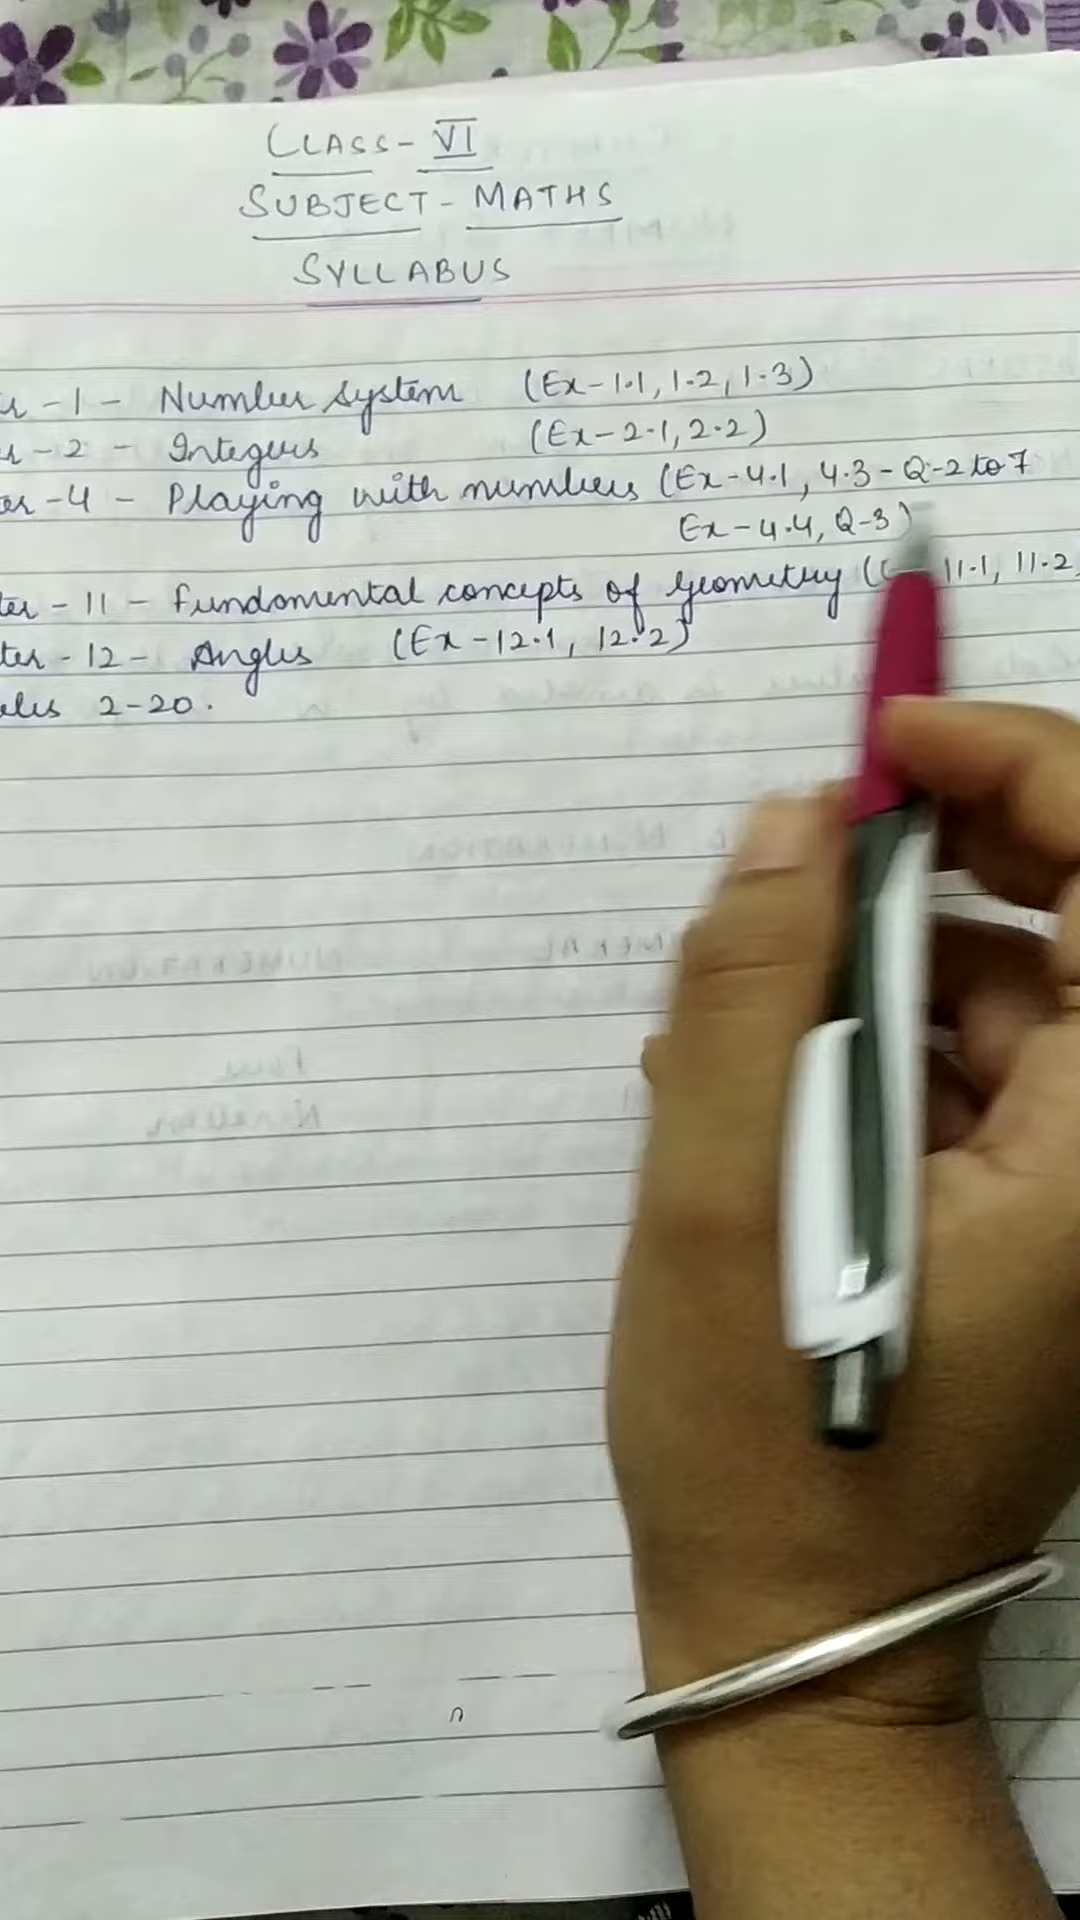 CLASS - VI
SUBJECT - MATHS
SYLLABUS
-1 - Number System (Ex-1.1, 1.2, 1.3)
-2 - Integers (Ex-2.1, 2.2)
-4 - Playing with numbers (Ex-4.1, 4.3-Q-2 to 7
Ex-4.4, Q-3)
-11 - Fundamental concepts of Geometry ( 11.1, 11.2,
-12- Angles (Ex-12.1, 12.2)
2-20.